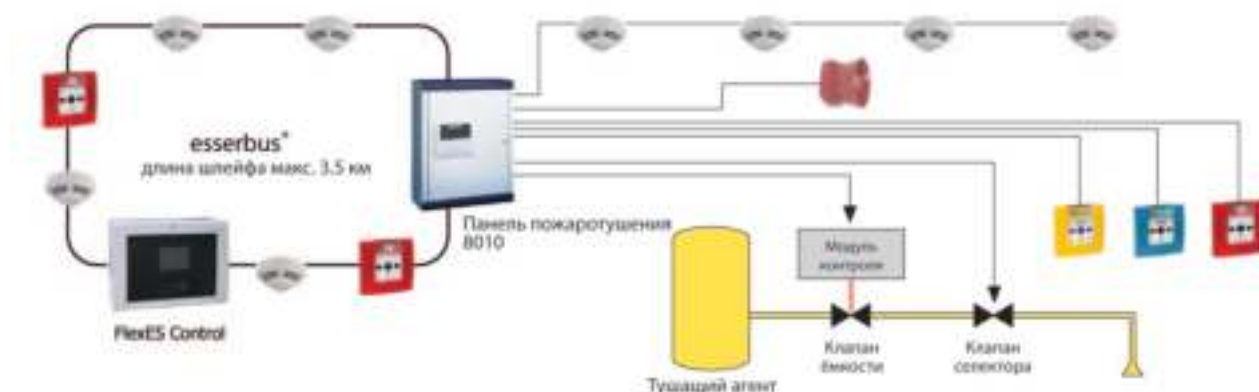 esserbus®
длина шлейфа макс. 3.5 км
Панель пожаротушения
8010
FlexES Control
Модуль
контроля
Клапан
ёмкости
Клапан
селектора
Тушащий агент